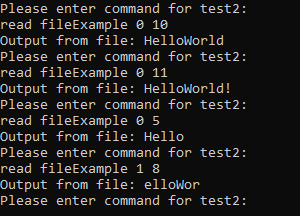 Please enter command for test2:
read fileExample 0 10
Output from file: HelloWorld
Please enter command for test2:
read fileExample 0 11
Output from file: HelloWorld!
Please enter command for test2:
read fileExample 0 5
Output from file: Hello
Please enter command for test2:
read fileExample 1 8
Output from file: elloWor
Please enter command for test2: